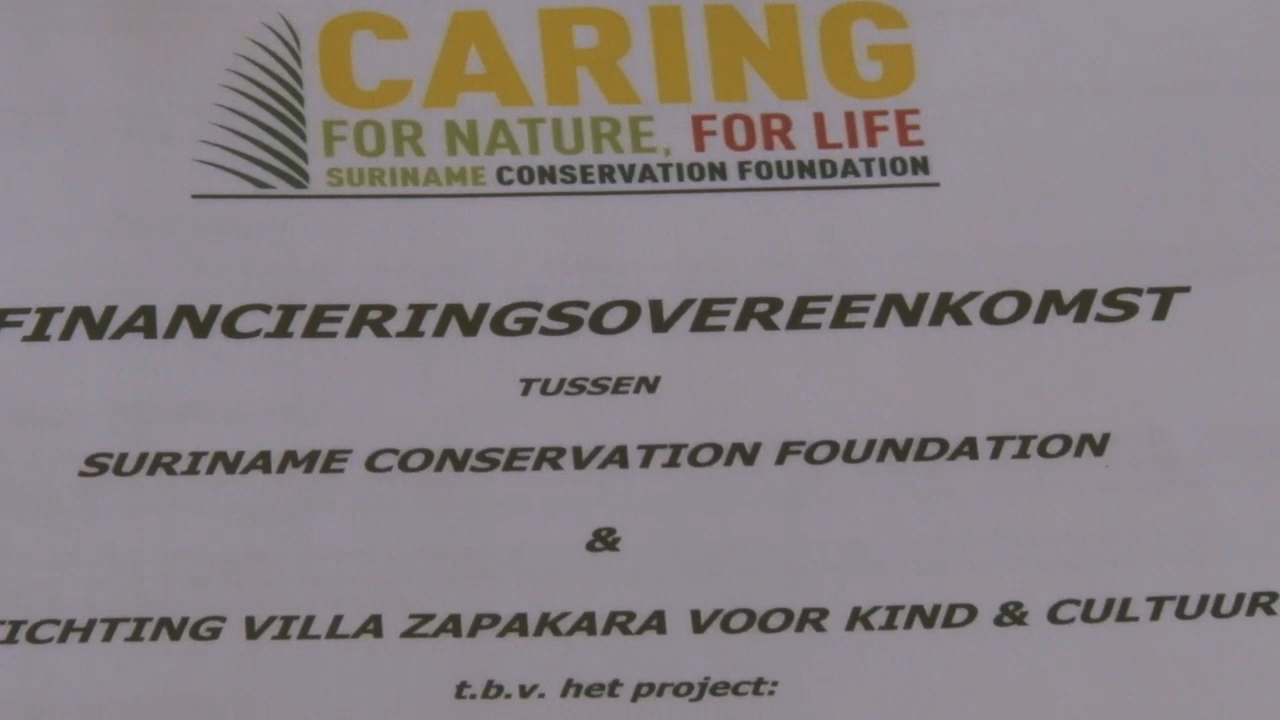 CARING
FOR NATURE, FOR LIFE
SURINAME CONSERVATION FOUNDATION
FINANCIERINGSOVEREENKOMST
TUSSEN
SURINAME CONSERVATION FOUNDATION
&
TICHTING VILLA ZAPAKARA VOOR KIND & CULTUUR
t.b.v. het project: